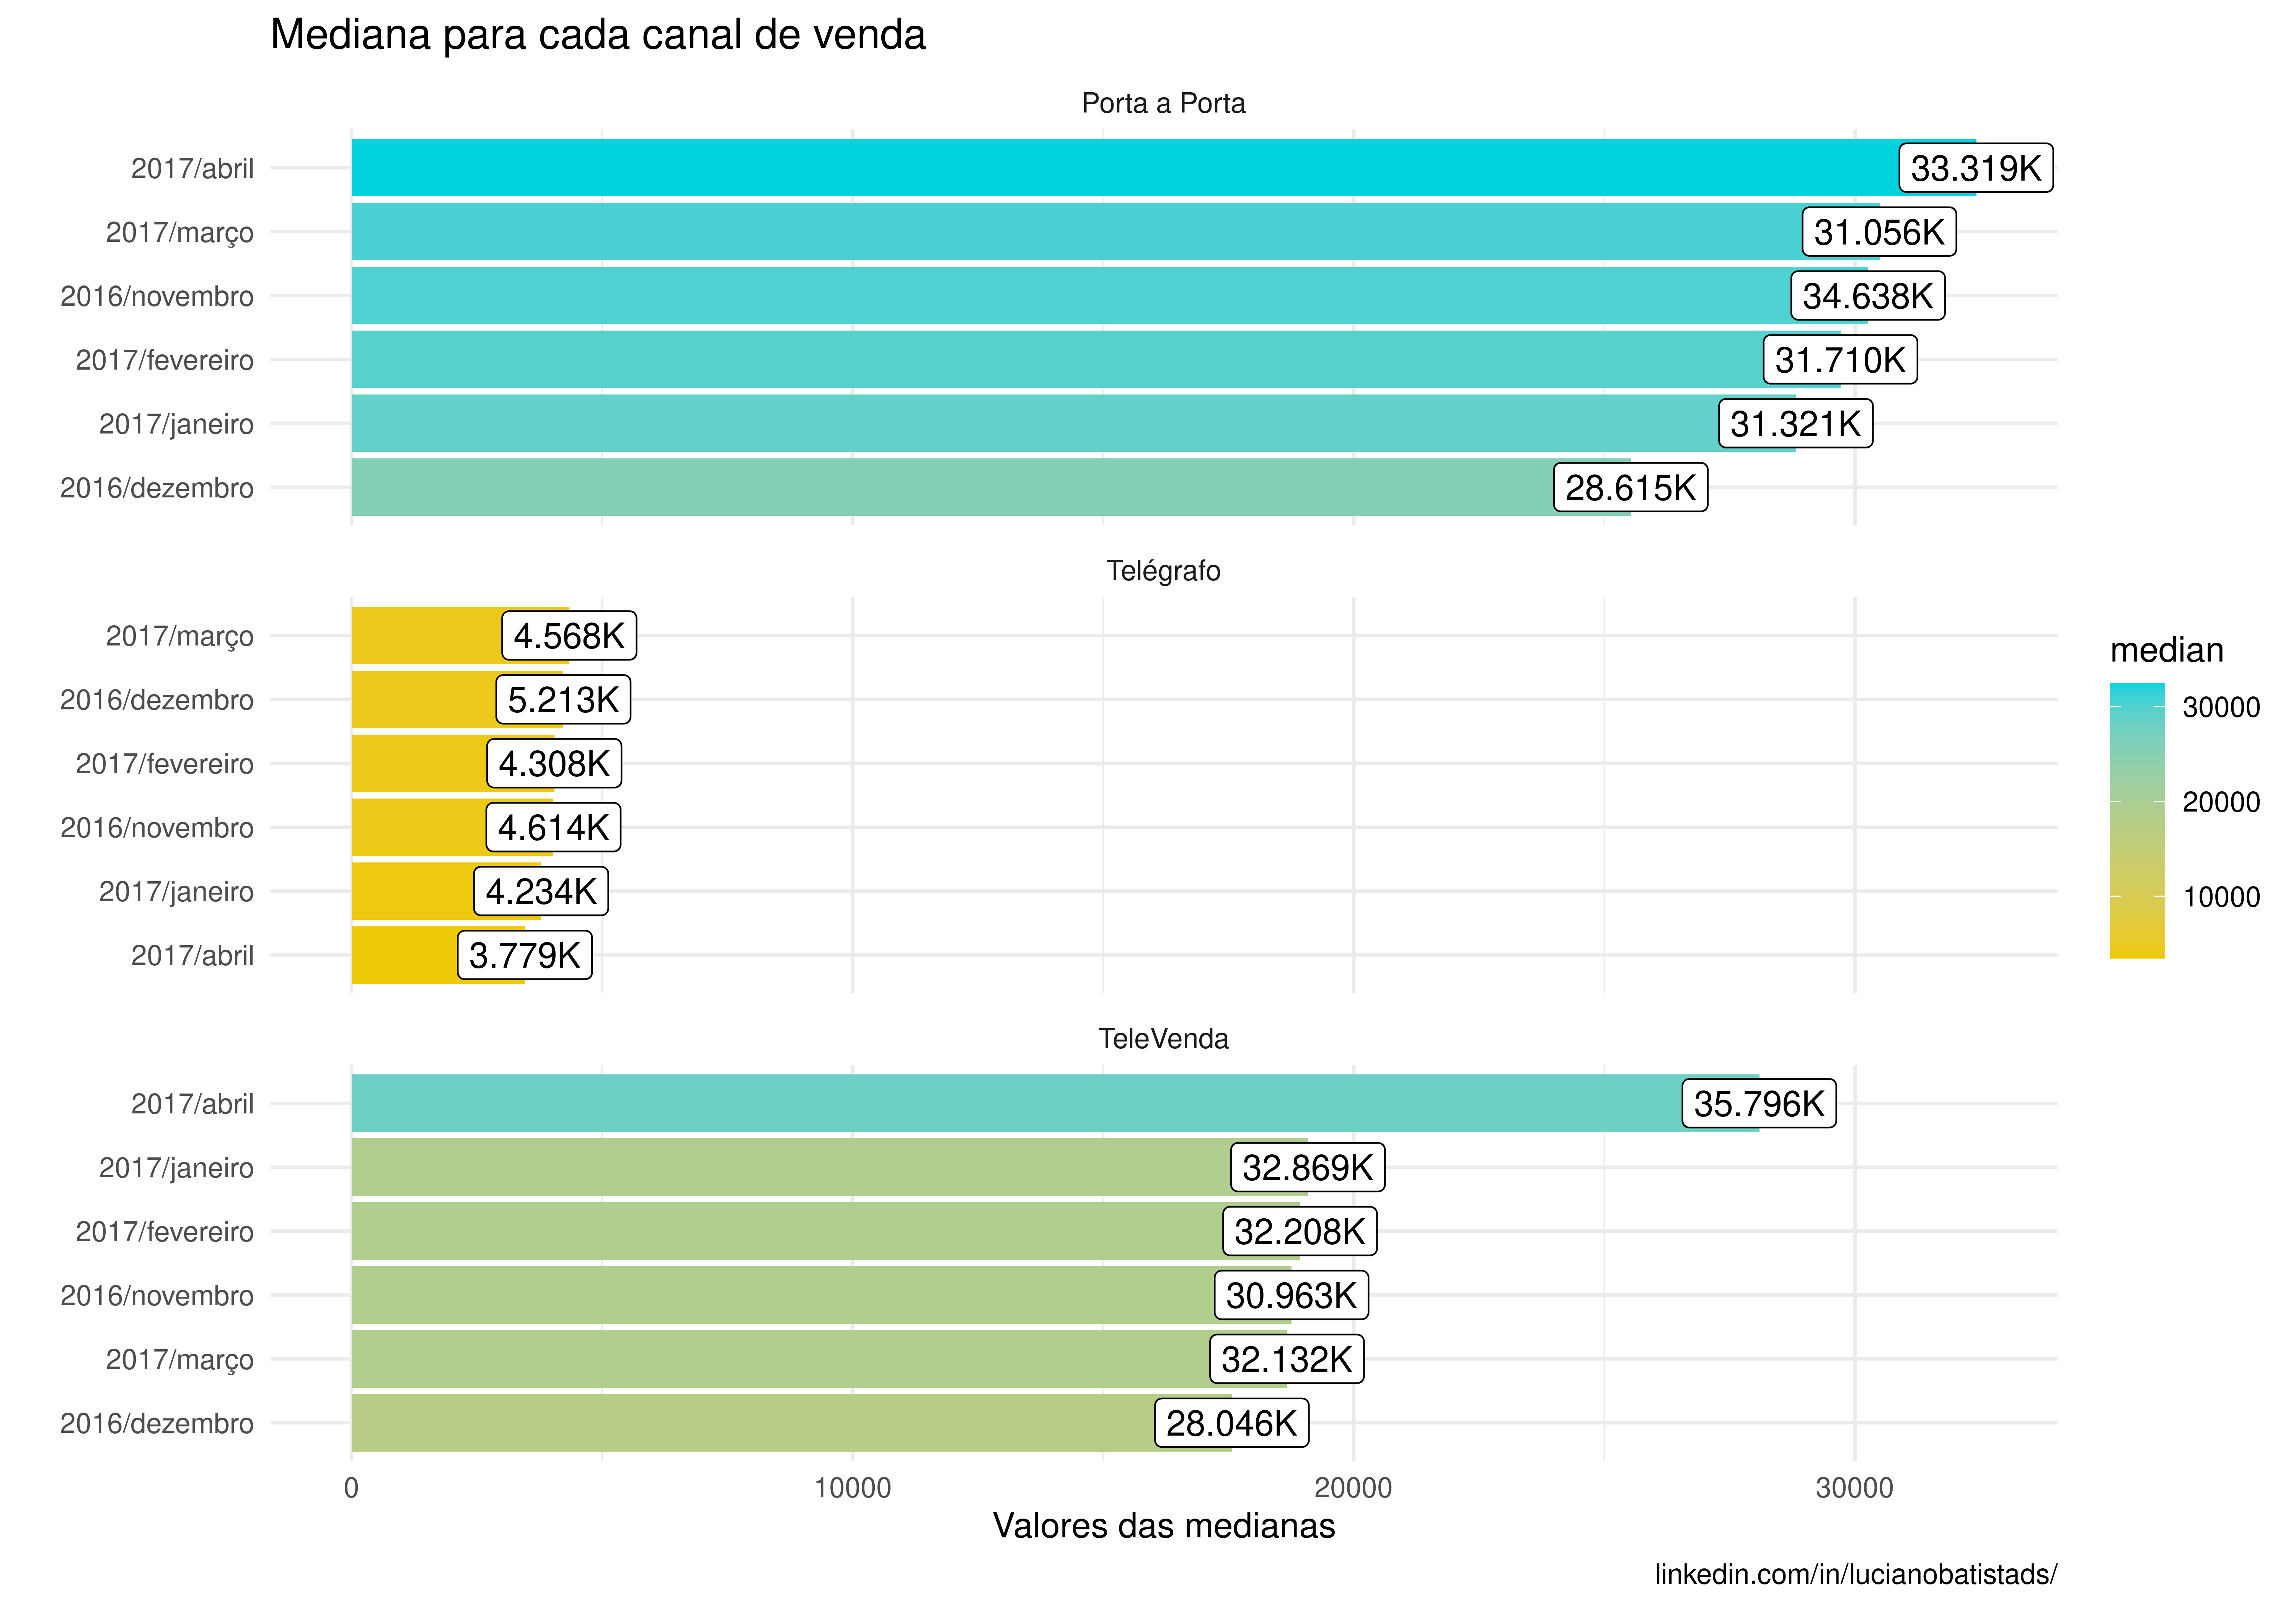 Mediana para cada canal de venda
Porta a Porta
2017/abril 33.319K
2017/março 31.056K
2016/novembro 34.638K
2017/fevereiro 31.710K
2017/janeiro 31.321K
2016/dezembro 28.615K
Telégrafo
2017/março 4.568K
2016/dezembro 5.213K
2017/fevereiro 4.308K
2016/novembro 4.614K
2017/janeiro 4.234K
2017/abril 3.779K
median
30000
20000
10000
TeleVenda
2017/abril 35.796K
2017/janeiro 32.869K
2017/fevereiro 32.208K
2016/novembro 30.963K
2017/março 32.132K
2016/dezembro 28.046K
0 10000 20000 30000
Valores das medianas
linkedin.com/in/lucianobatistads/